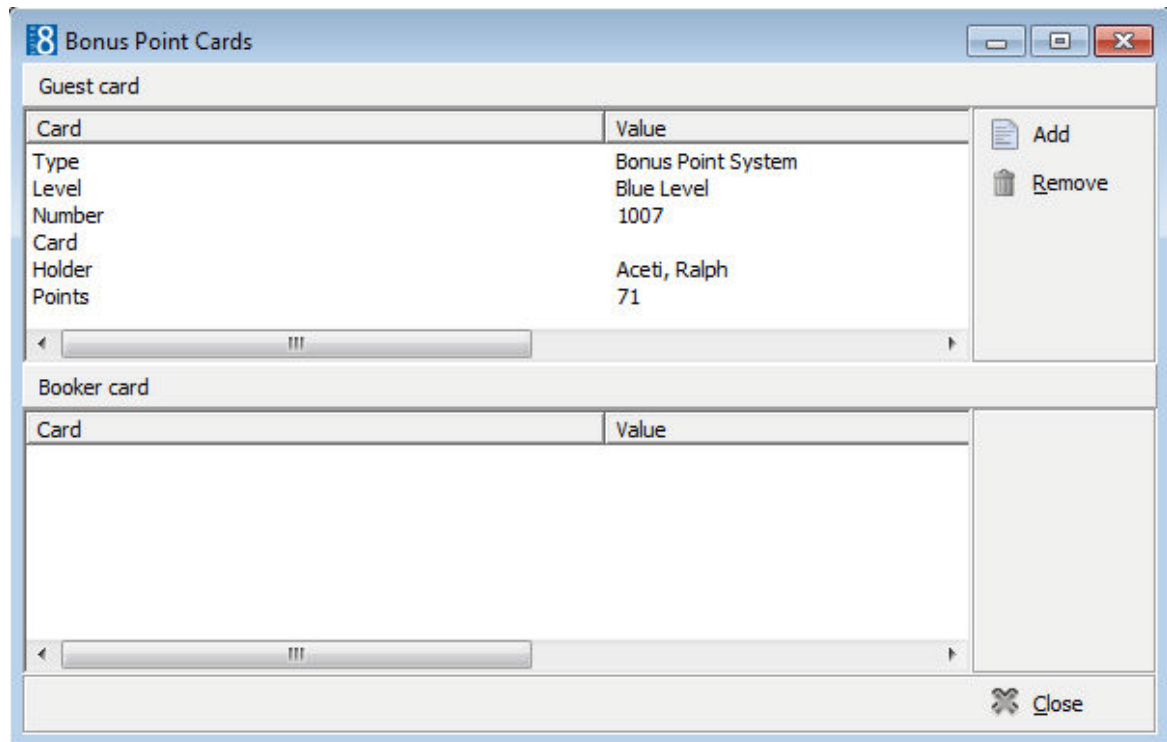 8 Bonus Point Cards
Guest card
Card Value
Add
Type Bonus Point System
Remove
Level Blue Level
Number 1007
Card
Holder Aceti, Ralph
Points 71
Booker card
Card Value
Close